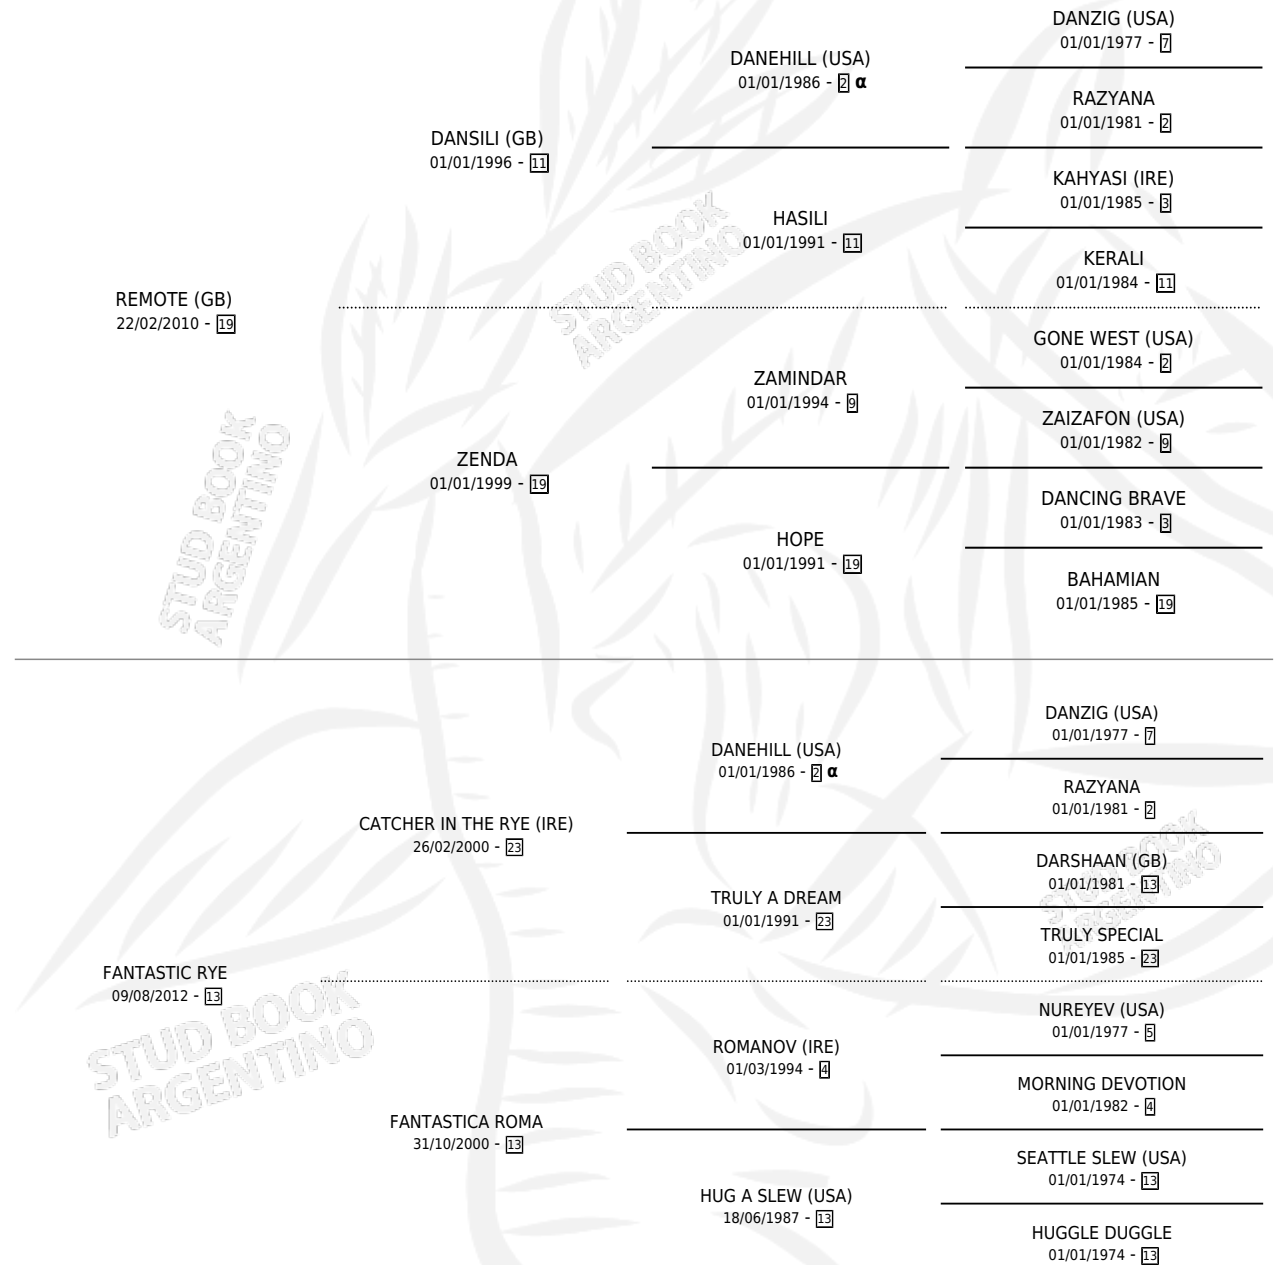 DANZIG (USA)
01/01/1977 - 7
DANEHILL (USA)
01/01/1986 - 2 α
RAZYANA
01/01/1981 - 2
DANSILI (GB)
01/01/1996 - 11
KAHYASI (IRE)
01/01/1985 - 3
HASILI
01/01/1991 - 11
KERALI
01/01/1984 - 11
REMOTE (GB)
22/02/2010 - 19
GONE WEST (USA)
01/01/1984 - 2
ZAMINDAR
01/01/1994 - 9
ZAIZAFON (USA)
01/01/1982 - 9
ZENDA
01/01/1999 - 19
DANCING BRAVE
01/01/1983 - 3
HOPE
01/01/1991 - 19
BAHAMIAN
01/01/1985 - 19
STUD BOOK
ARGENTINO
STUD BOOK
ARGENTINO
DANZIG (USA)
01/01/1977 - 7
DANEHILL (USA)
01/01/1986 - 2 α
RAZYANA
01/01/1981 - 2
CATCHER IN THE RYE (IRE)
26/02/2000 - 23
DARSHAAN (GB)
01/01/1981 - 13
TRULY A DREAM
01/01/1991 - 23
TRULY SPECIAL
01/01/1985 - 23
FANTASTIC RYE
09/08/2012 - 13
NUREYEV (USA)
01/01/1977 - 5
ROMANOV (IRE)
01/03/1994 - 4
MORNING DEVOTION
01/01/1982 - 4
FANTASTICA ROMA
31/10/2000 - 13
SEATTLE SLEW (USA)
01/01/1974 - 13
HUG A SLEW (USA)
18/06/1987 - 13
HUGGLE DUGGLE
01/01/1974 - 13
STUD BOOK
ARGENTINO
STUD BOOK
ARGENTINO